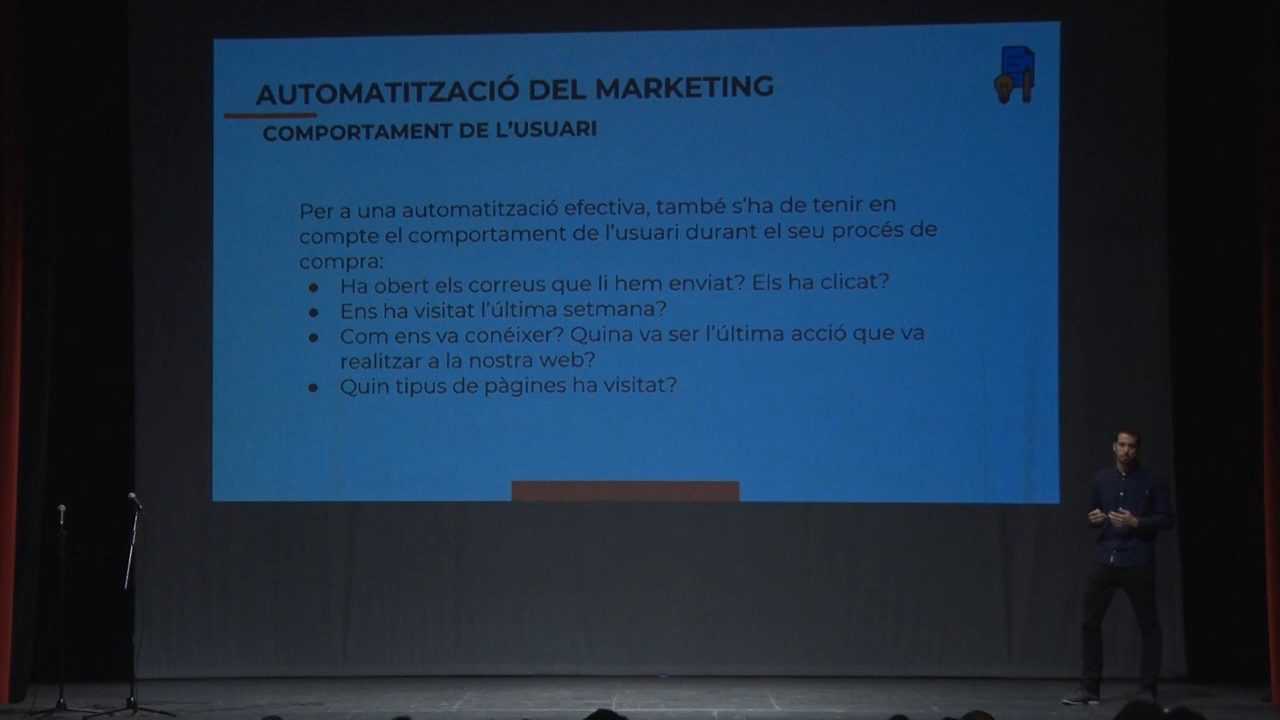 AUTOMATITZACIÓ DEL MARKETING
COMPORTAMENT DE L'USUARI
Per a una automatització efectiva, també s'ha de tenir en
compte el comportament de l'usuari durant el seu procés de
compra:
● Ha obert els correus que li hem enviat? Els ha clicat?
● Ens ha visitat l'última setmana?
● Com ens va conéixer? Quina va ser l'última acció que va
realitzar a la nostra web?
● Quin tipus de pàgines ha visitat?